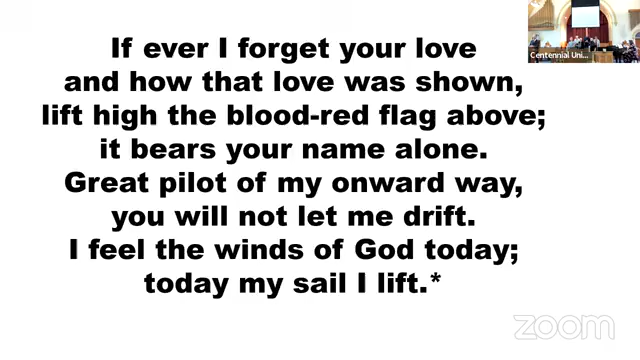 If ever I forget your love
and how that love was shown,
lift high the blood-red flag above;
it bears your name alone.
Great pilot of my onward way,
you will not let me drift.
I feel the winds of God today;
today my sail I lift.*
Centennial Uni...
zoom